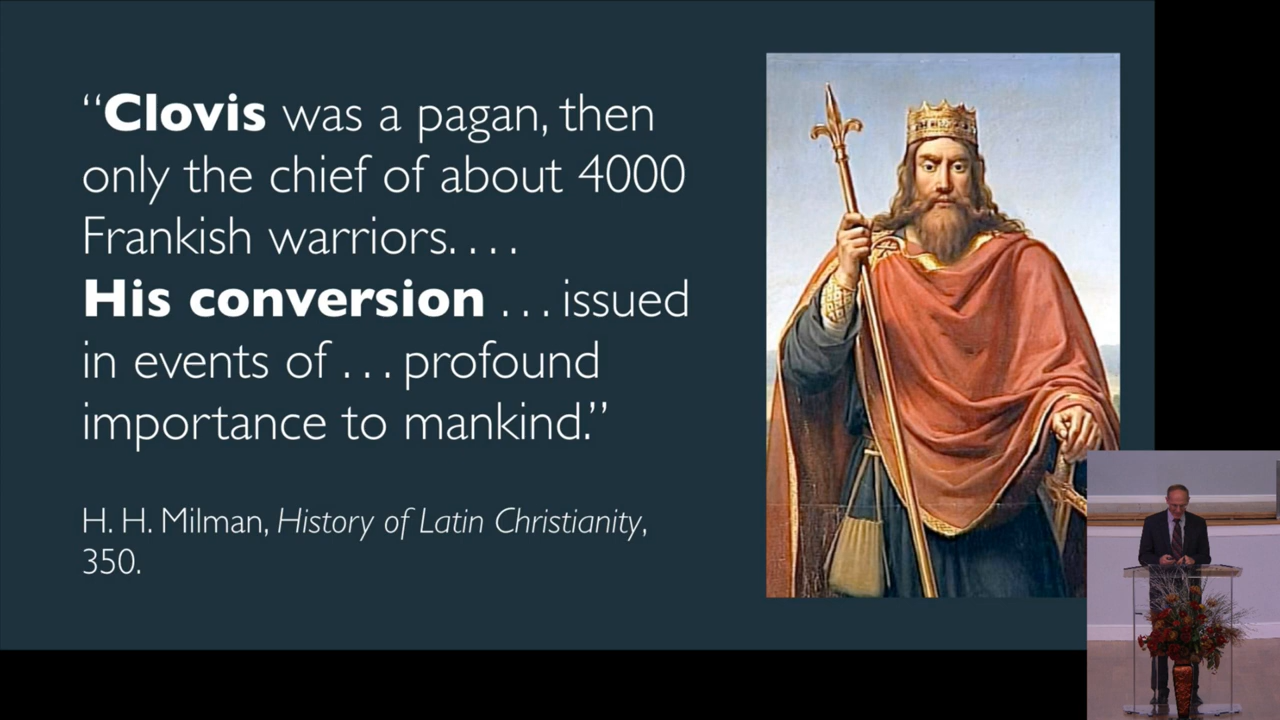 “Clovis was a pagan, then
only the chief of about 4000
Frankish warriors. . . .
His conversion . . . issued
in events of . . . profound
importance to mankind.”
H. H. Milman, History of Latin Christianity,
350.